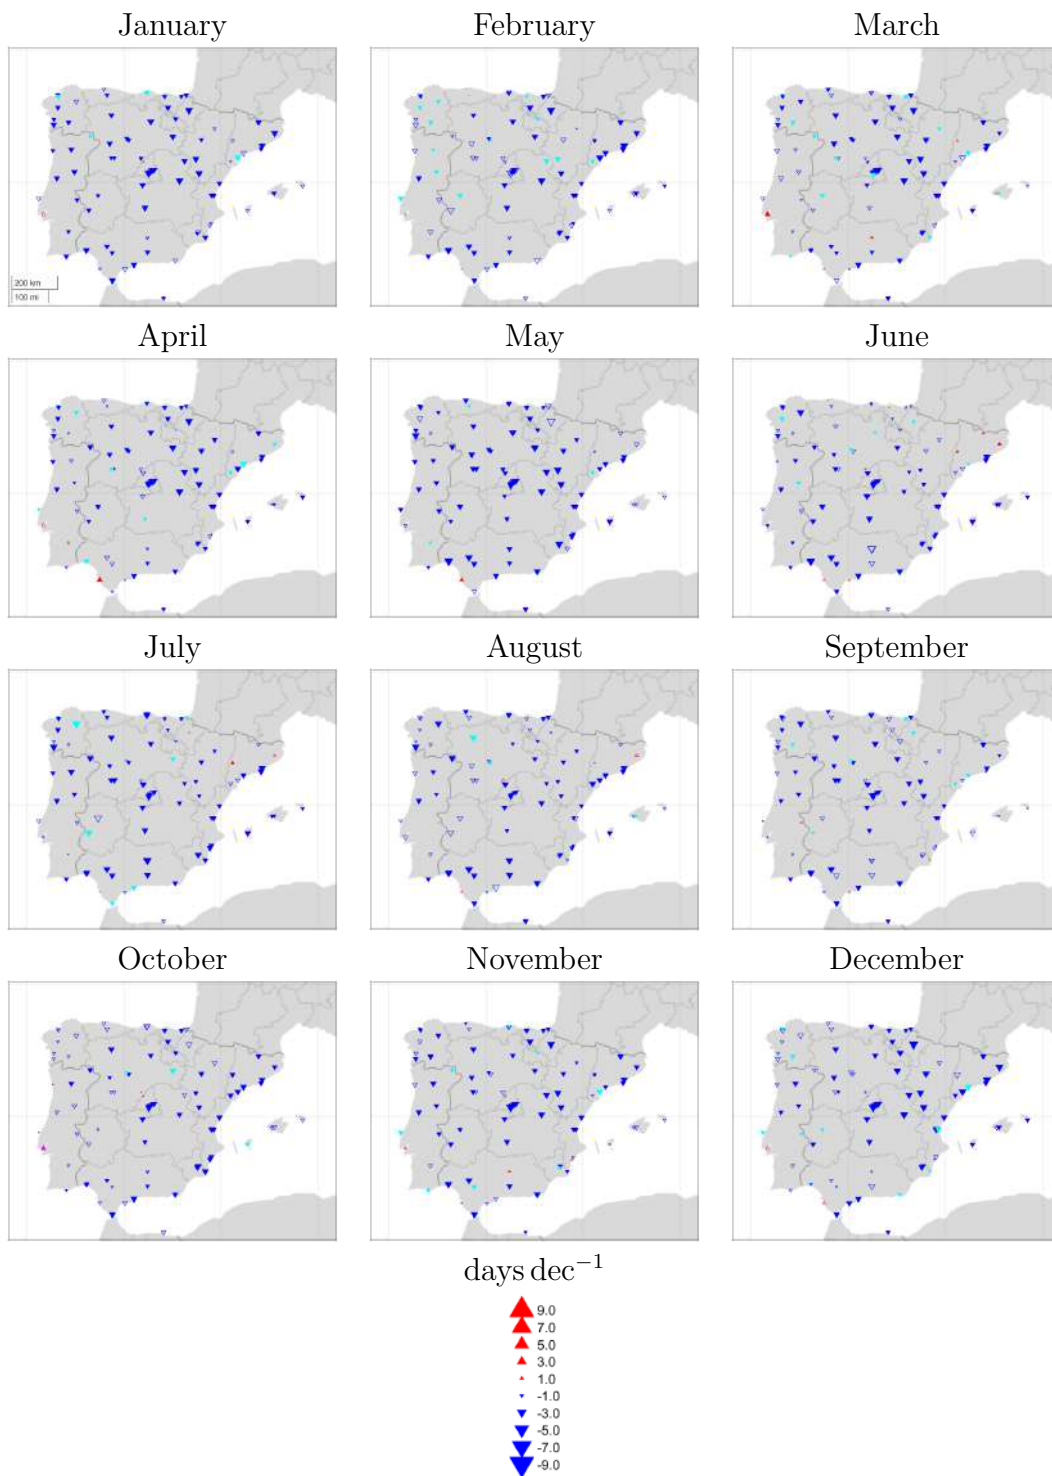 January February March
200 km
100 mi
April May June
July August September
October November December
days dec⁻¹
9.0
7.0
5.0
3.0
1.0
-1.0
-3.0
-5.0
-7.0
-9.0